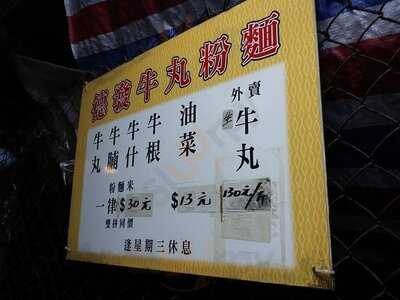 德發牛丸粉麵
牛丸
牛腩
牛什
牛根
油菜
外賣
牛丸
粉麵米
一律$30元
雙拼同價
$13元
130元/斤
逢星期三休息